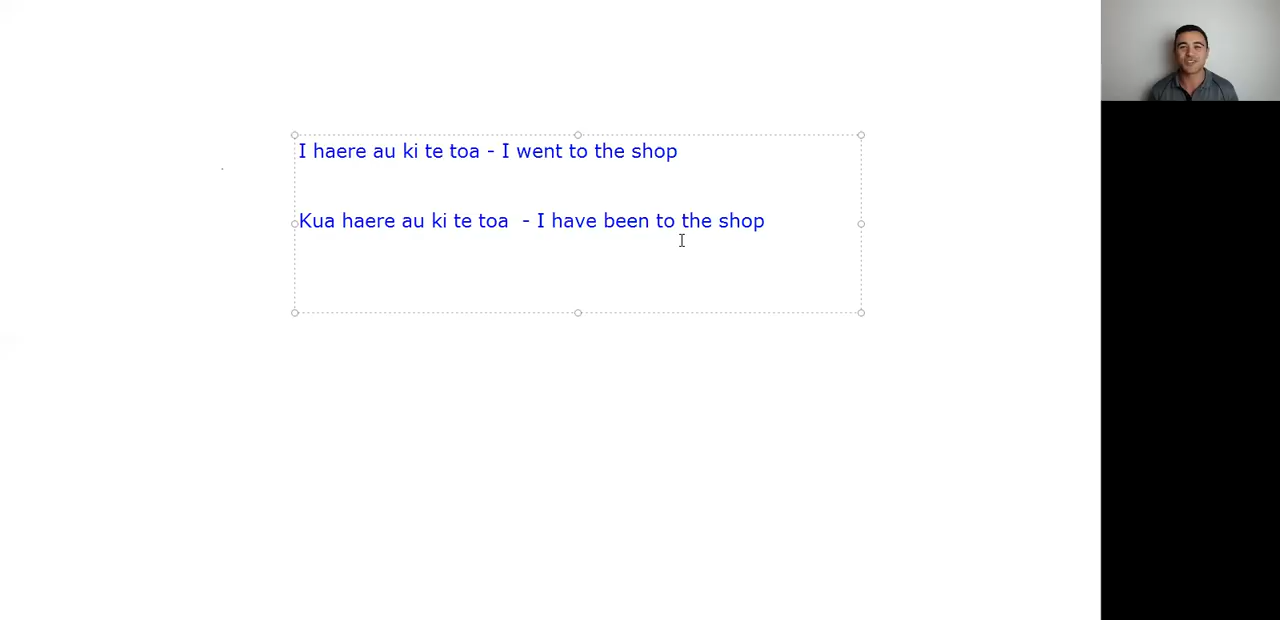 I haere au ki te toa - I went to the shop
Kua haere au ki te toa  - I have been to the shop